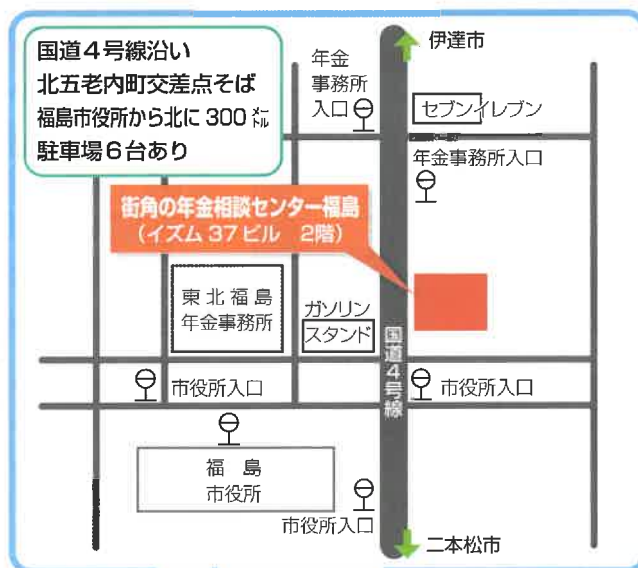 国道４号線沿い
北五老内町交差点そば
福島市役所から北に300㍍
駐車場６台あり
伊達市
年金
事務所
入口
セブンイレブン
年金事務所入口
街角の年金相談センター福島
（イズム37ビル　2階）
東北福島
年金事務所
ガソリン
スタンド
国道４号線
市役所入口
市役所入口
福島
市役所
市役所入口
二本松市